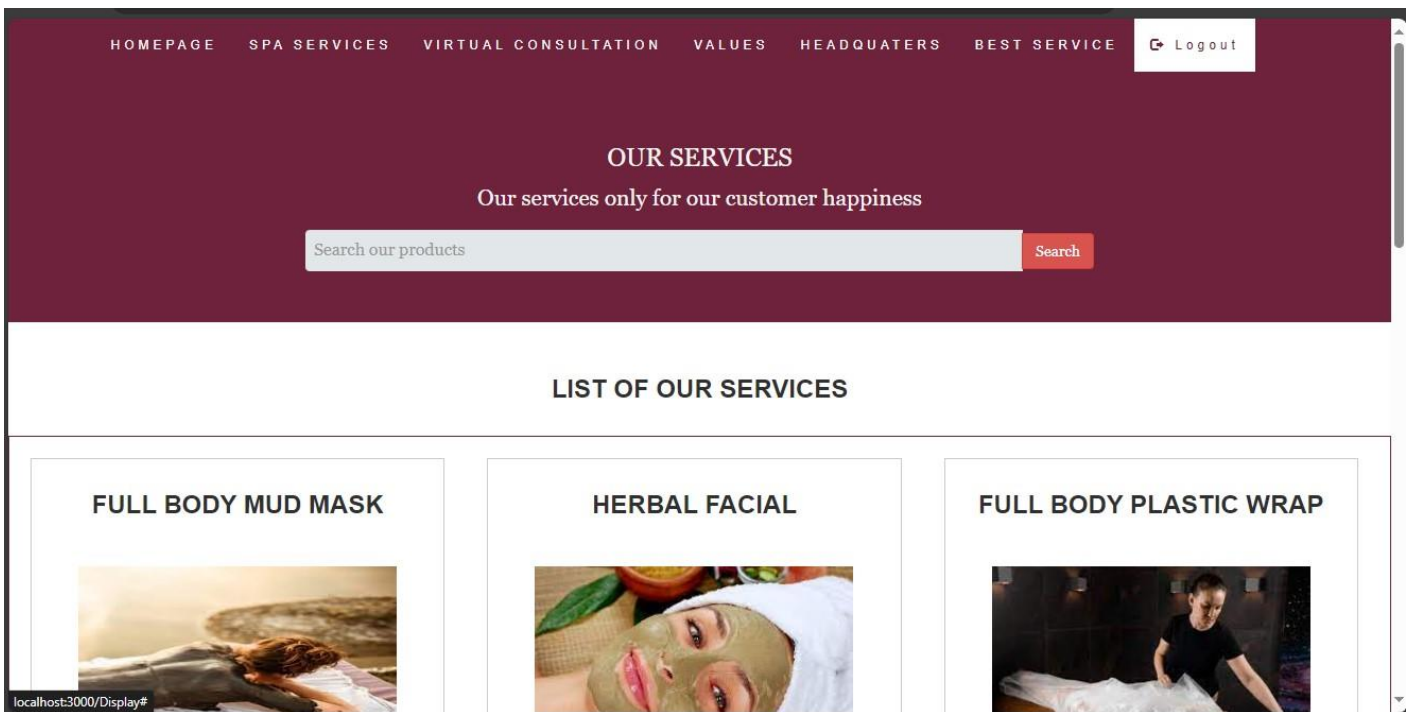 HOMEPAGE SPA SERVICES VIRTUAL CONSULTATION VALUES HEADQUATERS BEST SERVICE Logout
OUR SERVICES
Our services only for our customer happiness
Search our products Search
LIST OF OUR SERVICES
FULL BODY MUD MASK HERBAL FACIAL FULL BODY PLASTIC WRAP
localhost:3000/Display#